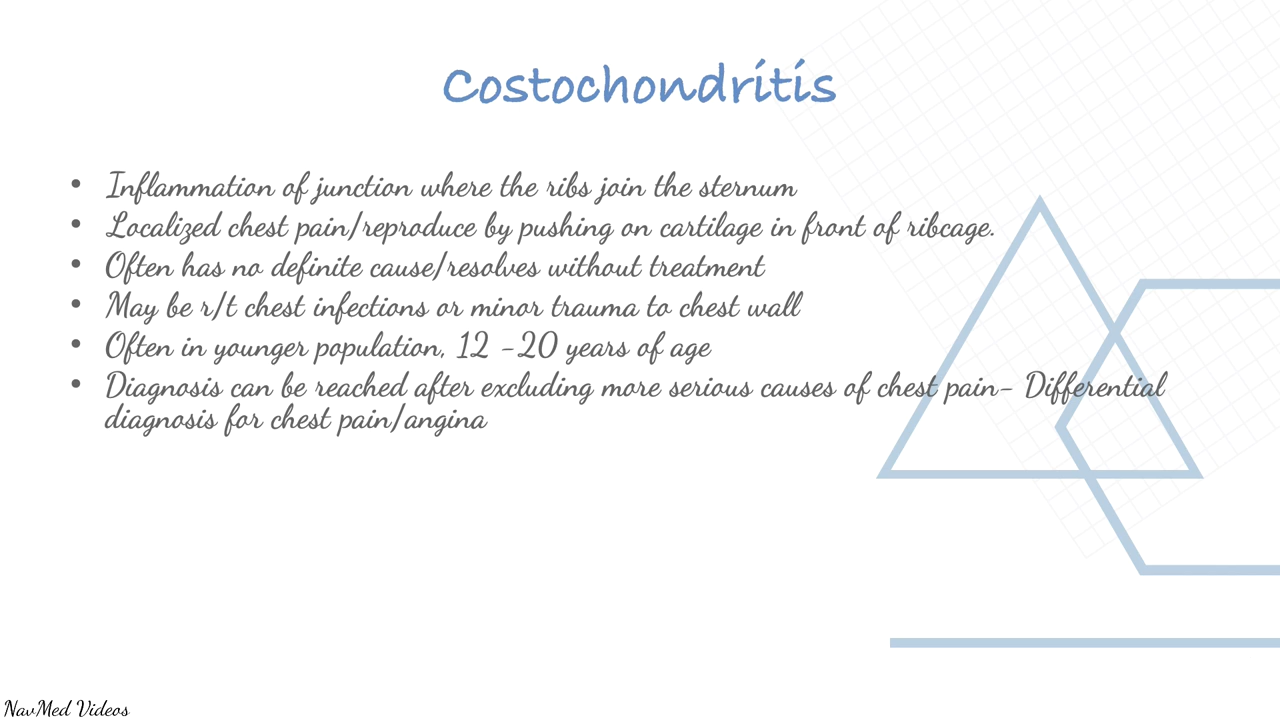 Costochondritis
• Inflammation of junction where the ribs join the sternum
• Localized chest pain/reproduce by pushing on cartilage in front of ribcage.
• Often has no definite cause/resolves without treatment
• May be r/t chest infections or minor trauma to chest wall
• Often in younger population, 12 -20 years of age
• Diagnosis can be reached after excluding more serious causes of chest pain- Differential
diagnosis for chest pain/angina
NavMed Videos